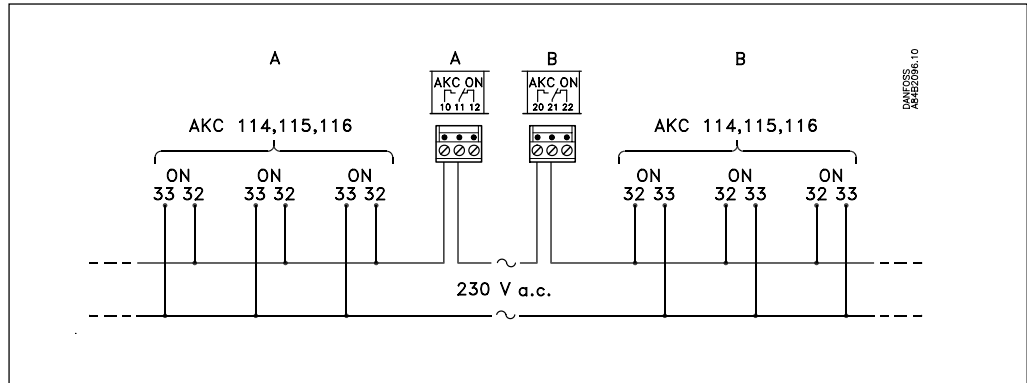 A A B B
AKC ON AKC ON
10 11 12 20 21 22
AKC 114,115,116 AKC 114,115,116
ON ON ON ON ON ON
33 32 33 32 33 32 32 33 32 33 32 33
230 V a.c.
DANFOSS
A84B2096.10